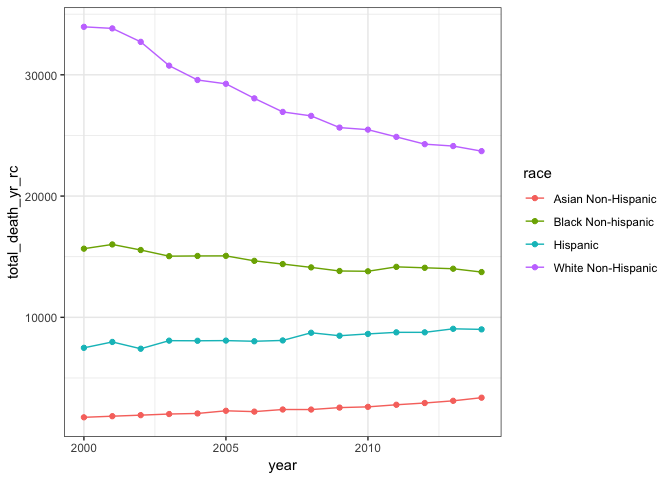 30000
20000
10000
2000
2005
2010
year
total_death_yr_rc
race
Asian Non-Hispanic
Black Non-hispanic
Hispanic
White Non-Hispanic